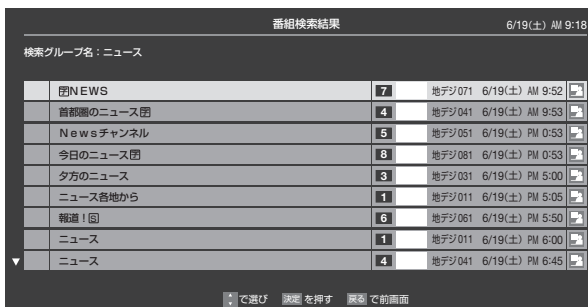 番組検索結果 6/19(土) AM 9:18
検索グループ名：ニュース
字NEWS 7 地デジ071 6/19(土) AM 9:52
首都圏のニュース字 4 地デジ041 6/19(土) AM 9:53
Newsチャンネル 5 地デジ051 6/19(土) PM 0:53
今日のニュース字 8 地デジ081 6/19(土) PM 0:53
夕方のニュース 3 地デジ031 6/19(土) PM 5:00
ニュース各地から 1 地デジ011 6/19(土) PM 5:05
報道！S 6 地デジ061 6/19(土) PM 5:50
ニュース 1 地デジ011 6/19(土) PM 6:00
ニュース 4 地デジ041 6/19(土) PM 6:45
で選び 決定 を押す 戻る で前画面